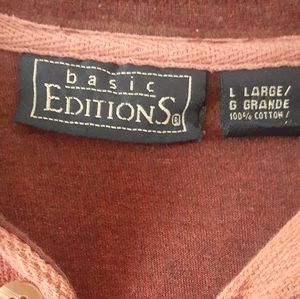 basic
EDITIONS®
L LARGE/
G GRANDE
100% COTTON /